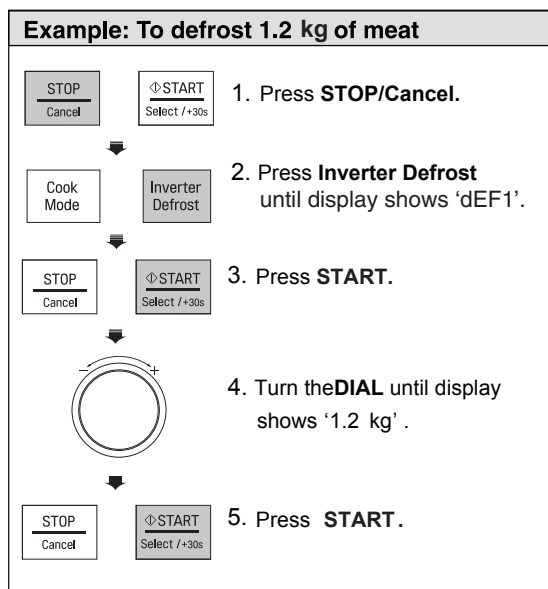 Example: To defrost 1.2 kg of meat
STOP
Cancel
START
Select /+30s
1. Press STOP/Cancel.
Cook
Mode
Inverter
Defrost
2. Press Inverter Defrost
until display shows ‘dEF1’.
STOP
Cancel
START
Select /+30s
3. Press START.
− +
4. Turn theDIAL until display
shows ‘1.2 kg’ .
STOP
Cancel
START
Select /+30s
5. Press START.